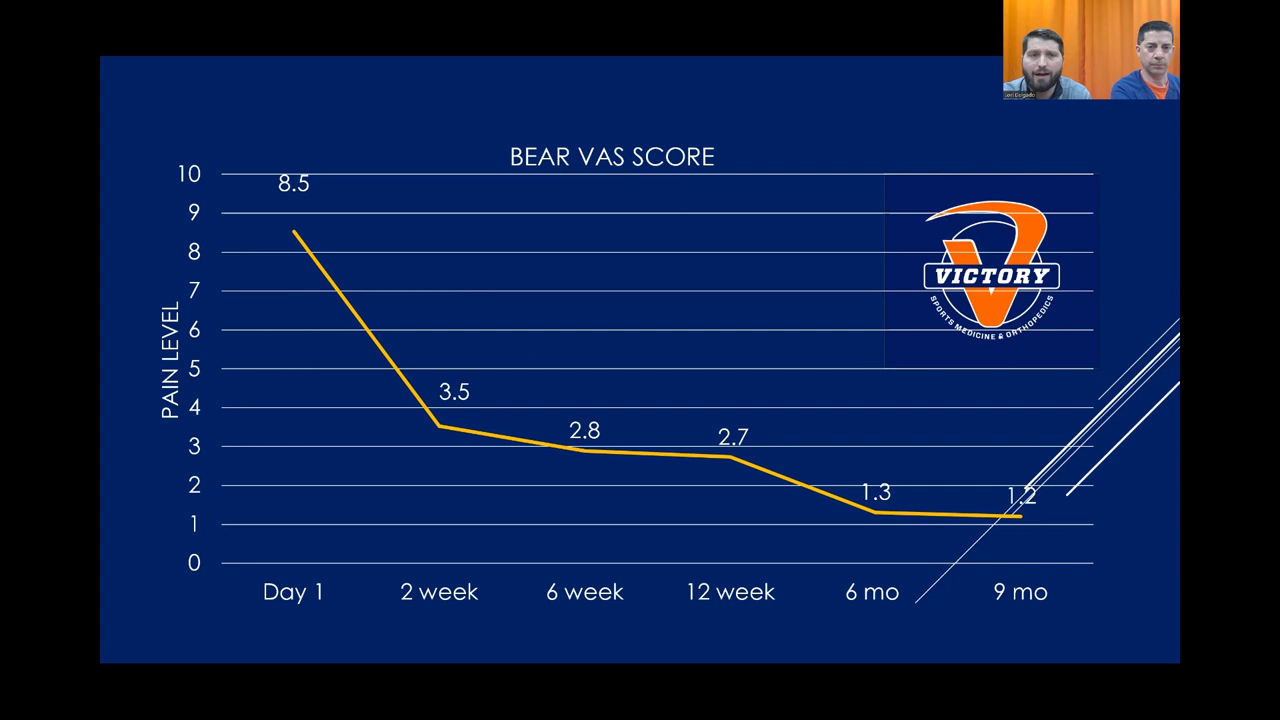 BEAR VAS SCORE
PAIN LEVEL
10
9
8
7
6
5
4
3
2
1
0
8.5
3.5
2.8
2.7
1.3
1.2
Day 1
2 week
6 week
12 week
6 mo
9 mo
VICTORY
SPORTS MEDICINE & ORTHOPEDICS